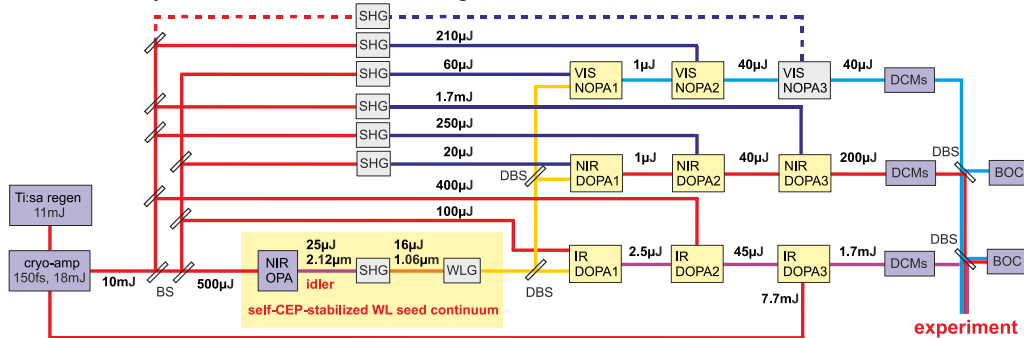 SHG
210µJ
SHG
60µJ
SHG
VIS
NOPA1
1µJ
VIS
NOPA2
40µJ
VIS
NOPA3
40µJ
DCMs
1.7mJ
SHG
250µJ
SHG
20µJ
SHG
DBS
NIR
DOPA1
1µJ
NIR
DOPA2
40µJ
NIR
DOPA3
200µJ
DCMs
DBS
BOC
Ti:sa regen
11mJ
400µJ
100µJ
cryo-amp
150fs, 18mJ
10mJ
BS
500µJ
NIR
OPA
25µJ
2.12µm
idler
SHG
16µJ
1.06µm
WLG
self-CEP-stabilized WL seed continuum
DBS
IR
DOPA1
2.5µJ
IR
DOPA2
45µJ
IR
DOPA3
1.7mJ
7.7mJ
DCMs
DBS
BOC
experiment